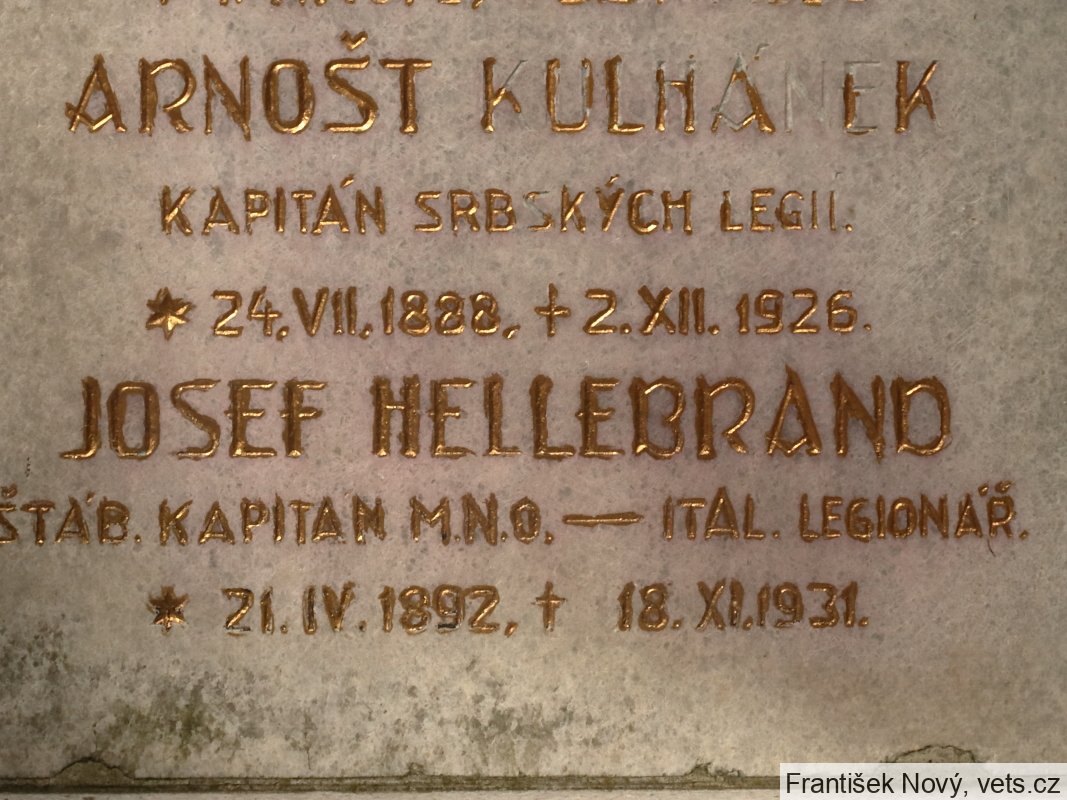 ARNOŠT KULHÁNEK
KAPITÁN SRBSKÝCH LEGIÍ.
* 24. VII. 1888, † 2. XII. 1926.
JOSEF HELLEBRAND
ŠTÁB. KAPITÁN M.N.O. — ITAL. LEGIONÁŘ.
* 21. IV. 1892, † 18. XI. 1931.
František Nový, vets.cz